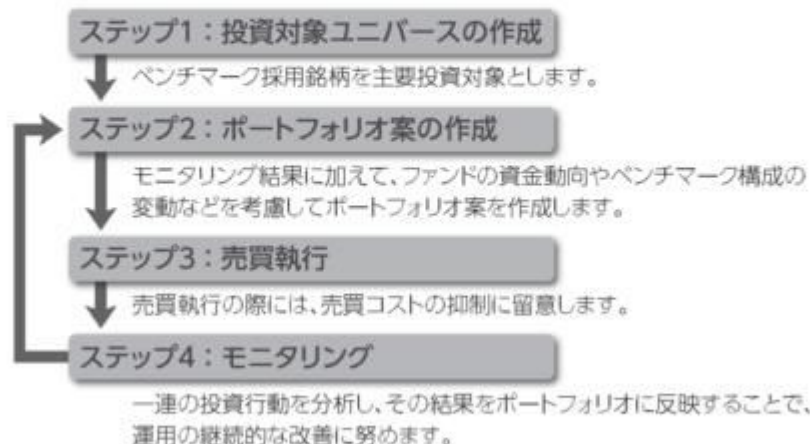 ステップ1：投資対象ユニバースの作成
ベンチマーク採用銘柄を主要投資対象とします。
ステップ2：ポートフォリオ案の作成
モニタリング結果に加えて、ファンドの資金動向やベンチマーク構成の
変動などを考慮してポートフォリオ案を作成します。
ステップ3：売買執行
売買執行の際には、売買コストの抑制に留意します。
ステップ4：モニタリング
一連の投資行動を分析し、その結果をポートフォリオに反映することで、
運用の継続的な改善に努めます。